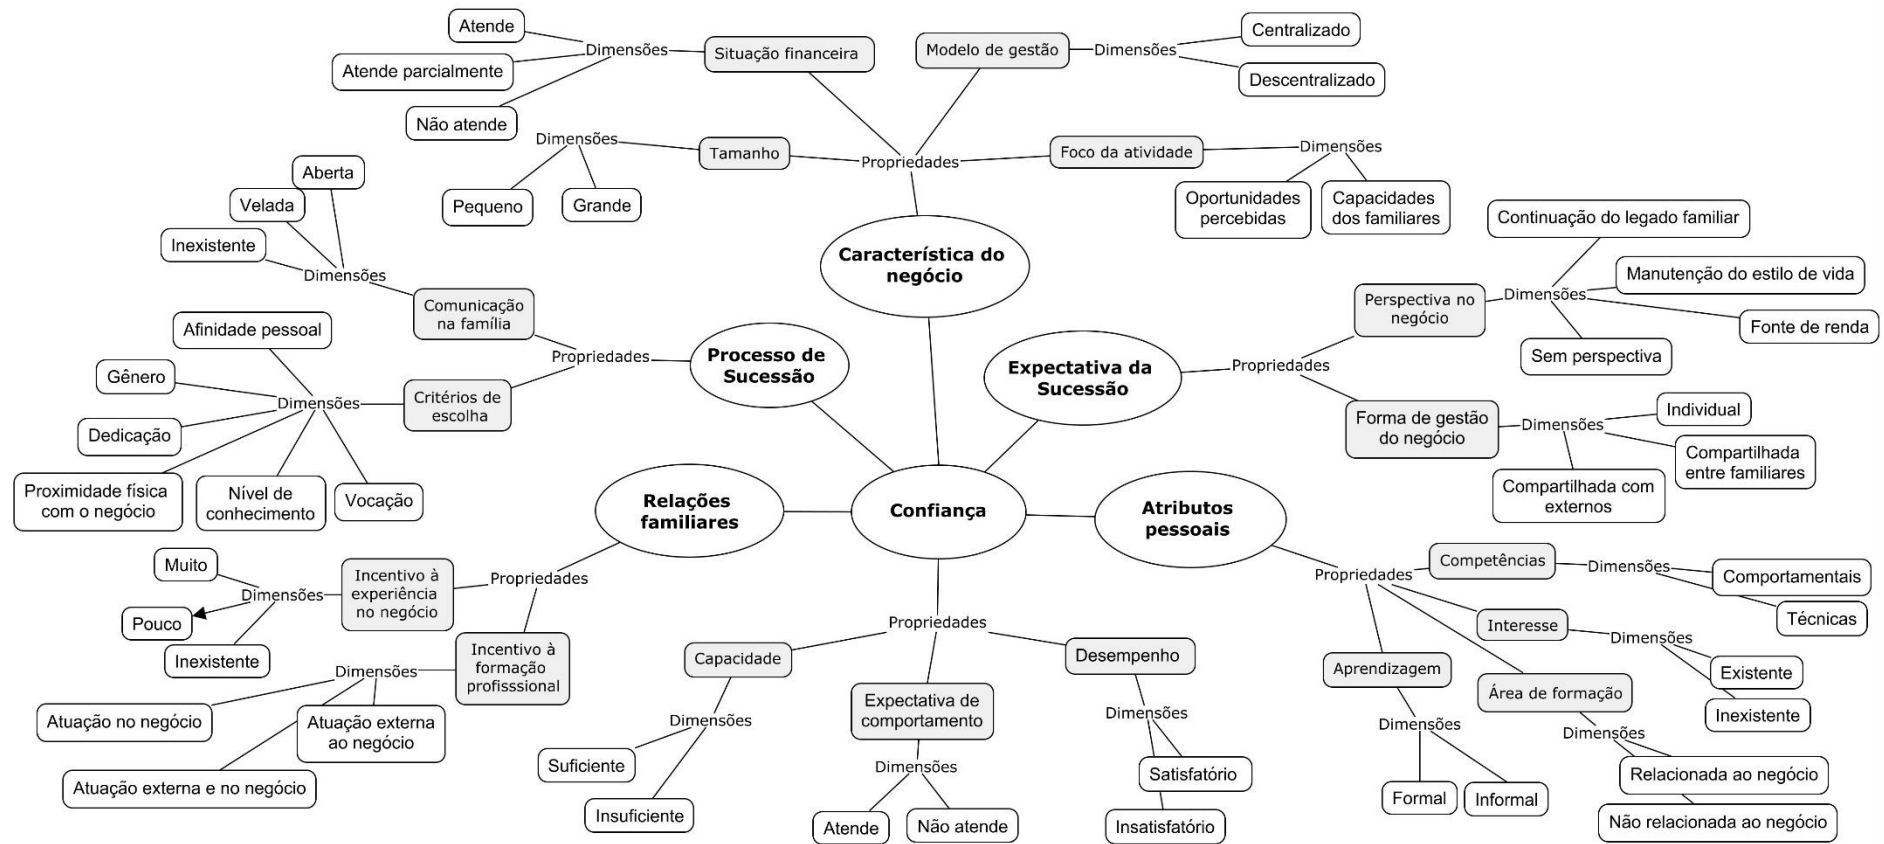 Atende
Dimensões
Situação financeira
Atende parcialmente
Não atende
Modelo de gestão
Dimensões
Centralizado
Descentralizado
Dimensões
Tamanho
Pequeno
Grande
Propriedades
Foco da atividade
Dimensões
Oportunidades
percebidas
Capacidades
dos familiares
Característica do
negócio
Aberta
Velada
Inexistente
Dimensões
Comunicação
na família
Propriedades
Processo de
Sucessão
Afinidade pessoal
Gênero
Dimensões
Critérios de
escolha
Dedicação
Proximidade física
com o negócio
Nível de
conhecimento
Vocação
Expectativa da
Sucessão
Propriedades
Perspectiva no
negócio
Dimensões
Continuação do legado familiar
Manutenção do estilo de vida
Fonte de renda
Sem perspectiva
Forma de gestão
do negócio
Dimensões
Individual
Compartilhada
entre familiares
Compartilhada com
externos
Relações
familiares
Confiança
Atributos
pessoais
Muito
Dimensões
Incentivo à
experiência
no negócio
Propriedades
Pouco
Inexistente
Incentivo à
formação
profisssional
Dimensões
Atuação no negócio
Atuação externa
ao negócio
Atuação externa e no negócio
Propriedades
Capacidade
Dimensões
Suficiente
Insuficiente
Expectativa de
comportamento
Dimensões
Atende
Não atende
Desempenho
Dimensões
Satisfatório
Insatisfatório
Propriedades
Competências
Dimensões
Comportamentais
Técnicas
Interesse
Dimensões
Existente
Inexistente
Aprendizagem
Dimensões
Formal
Informal
Área de formação
Dimensões
Relacionada ao negócio
Não relacionada ao negócio